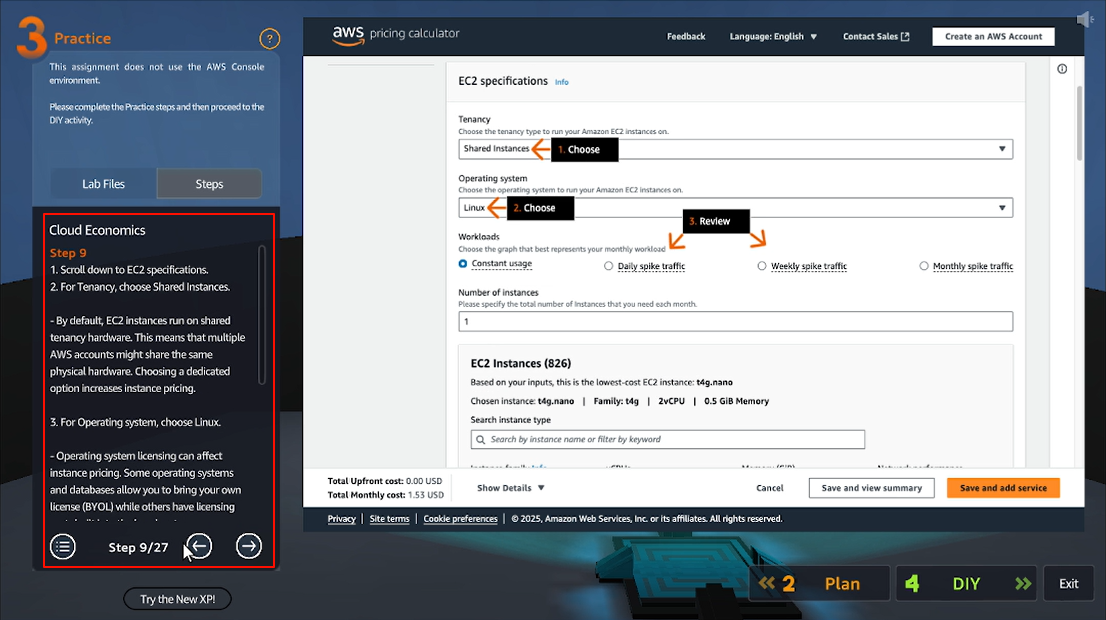 3 Practice
?
This assignment does not use the AWS Console
environment.
Please complete the Practice steps and then proceed to the
DIY activity.
Lab Files
Steps
Cloud Economics
Step 9
1. Scroll down to EC2 specifications.
2. For Tenancy, choose Shared Instances.
- By default, EC2 instances run on shared
tenancy hardware. This means that multiple
AWS accounts might share the same
physical hardware. Choosing a dedicated
option increases instance pricing.
3. For Operating system, choose Linux.
- Operating system licensing can affect
instance pricing. Some operating systems
and databases allow you to bring your own
license (BYOL) while others have licensing
Step 9/27
Try the New XP!
aws pricing calculator
Feedback
Language: English
Contact Sales
Create an AWS Account
EC2 specifications Info
Tenancy
Choose the tenancy type to run your Amazon EC2 instances on.
Shared Instances
1. Choose
Operating system
Choose the operating system to run your Amazon EC2 instances on.
Linux
2. Choose
3. Review
Workloads
Choose the graph that best represents your monthly workload
Constant usage
Daily spike traffic
Weekly spike traffic
Monthly spike traffic
Number of instances
Please specify the total number of Instances that you need each month.
1
EC2 Instances (826)
Based on your inputs, this is the lowest-cost EC2 instance: t4g.nano
Chosen instance: t4g.nano | Family: t4g | 2vCPU | 0.5 GiB Memory
Search instance type
Search by instance name or filter by keyword
Total Upfront cost: 0.00 USD
Total Monthly cost: 1.53 USD
Show Details
Cancel
Save and view summary
Save and add service
Privacy | Site terms | Cookie preferences | © 2025, Amazon Web Services, Inc. or its affiliates. All rights reserved.
2 Plan
4 DIY
Exit